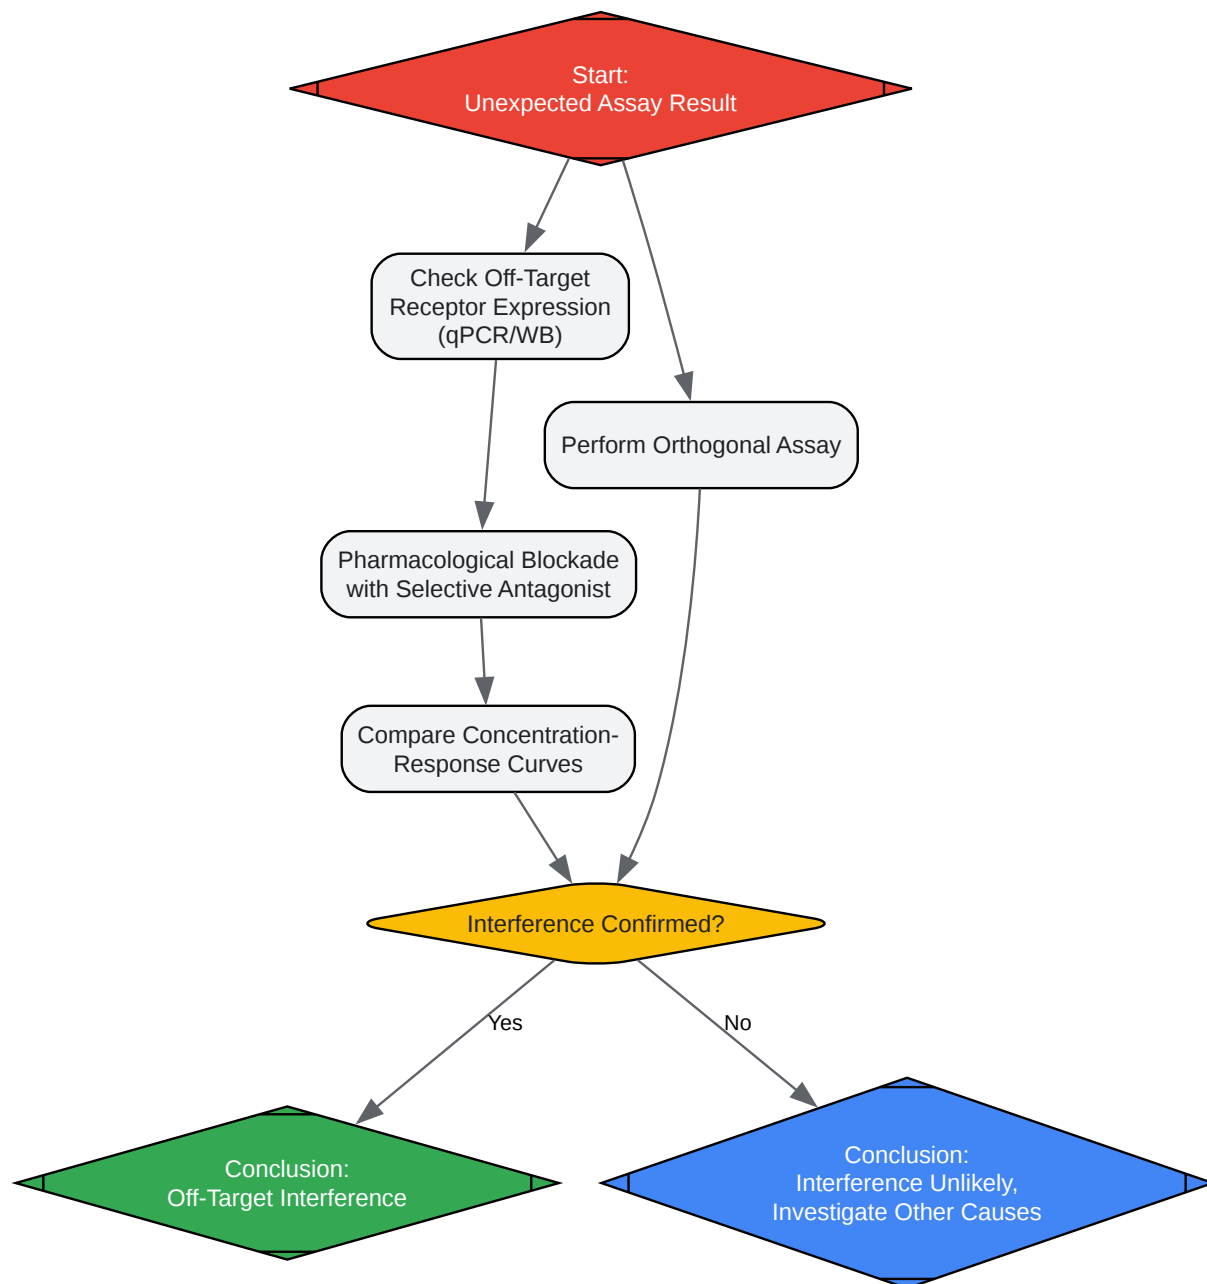 Start:
Unexpected Assay Result
Check Off-Target
Receptor Expression
(qPCR/WB)
Perform Orthogonal Assay
Pharmacological Blockade
with Selective Antagonist
Compare Concentration-
Response Curves
Interference Confirmed?
Yes
No
Conclusion:
Off-Target Interference
Conclusion:
Interference Unlikely,
Investigate Other Causes